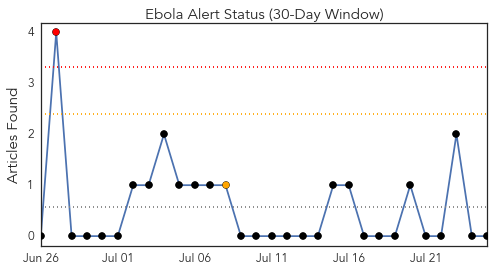 Ebola Alert Status (30-Day Window)
Articles Found
4
3
2
1
0
Jun 26
Jul 01
Jul 06
Jul 11
Jul 16
Jul 21